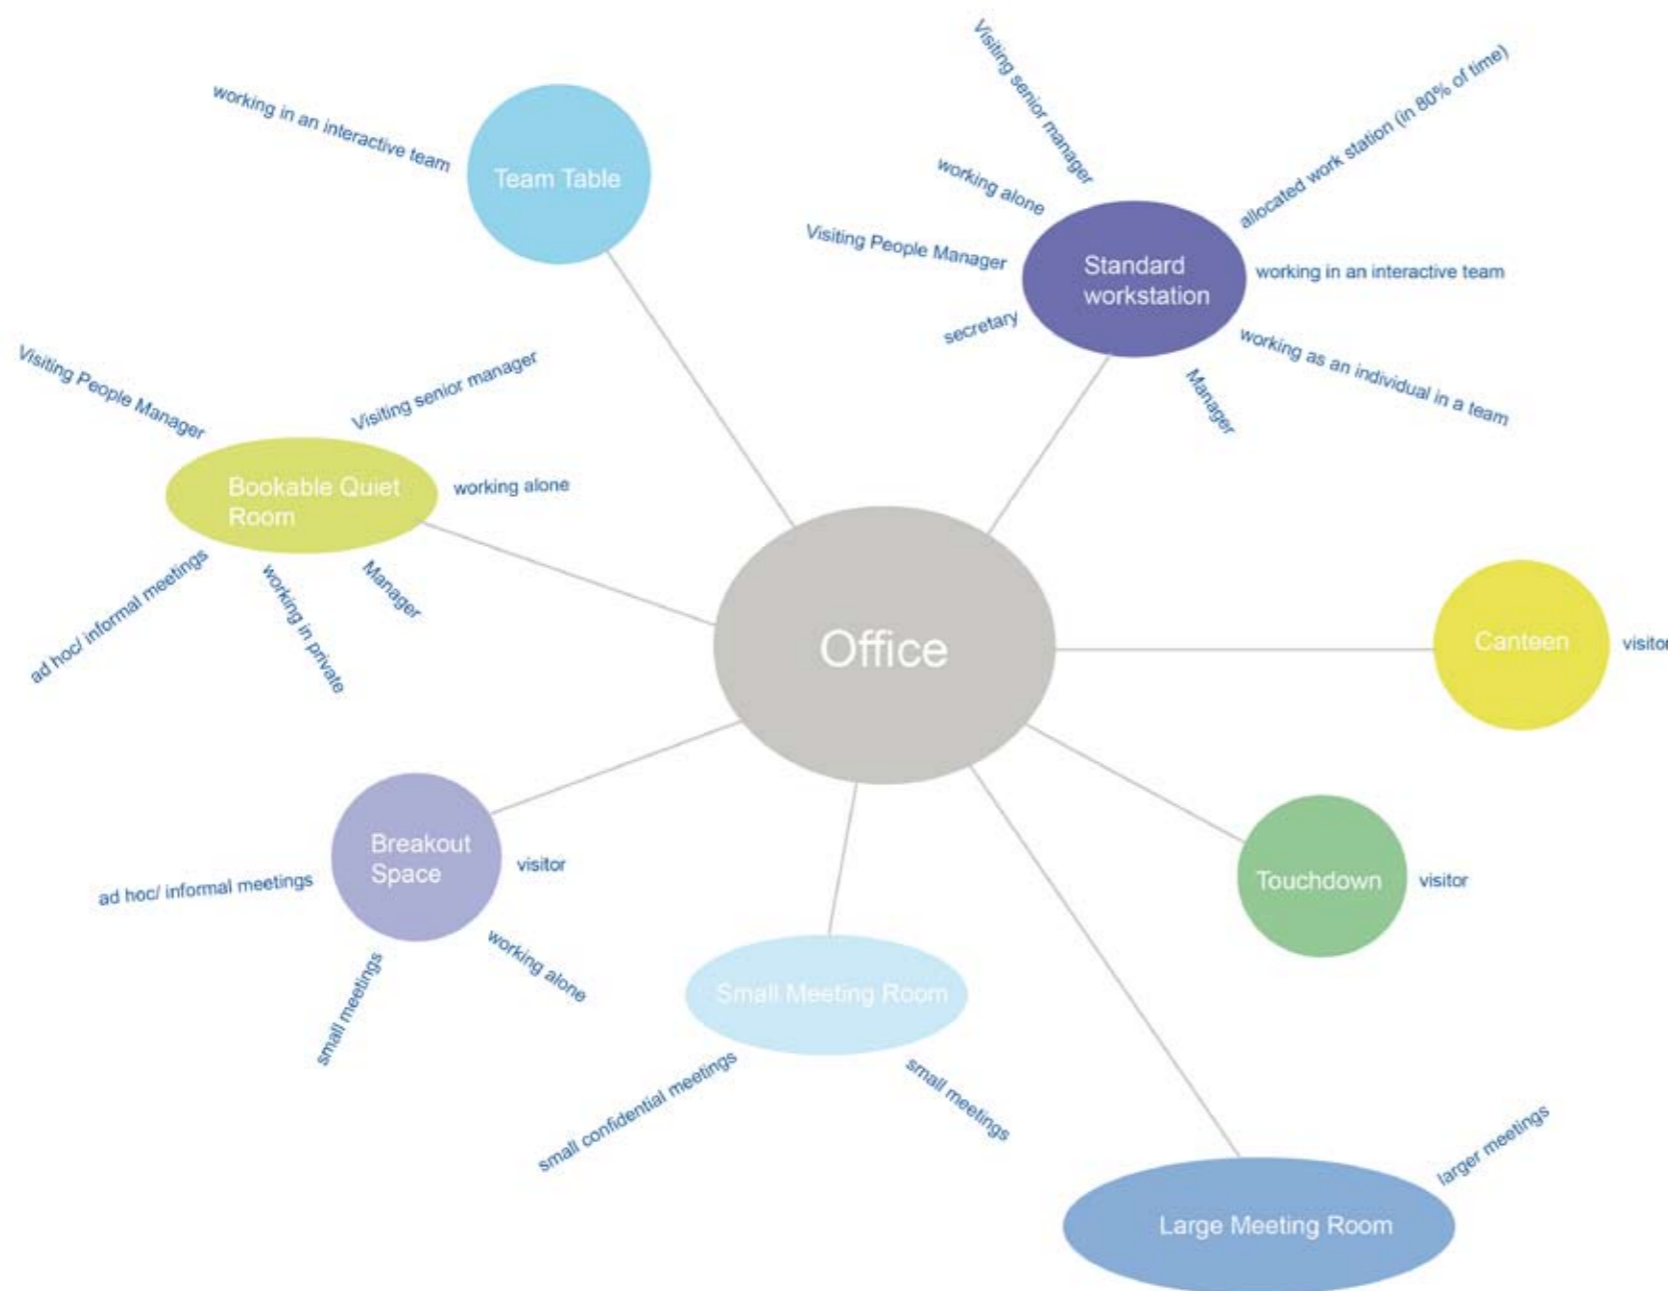 Visiting senior manager
working in an interactive team
Team Table
working alone
allocated work station (in 80% of time)
Visiting People Manager
Standard
workstation
working in an interactive team
secretary
working as an individual in a team
Manager
Visiting People Manager
Visiting senior manager
Bookable Quiet
Room
working alone
ad hoc/ informal meetings
working in private
Manager
Office
Canteen
visitor
Breakout
Space
visitor
ad hoc/ informal meetings
small meetings
working alone
Touchdown
visitor
Small Meeting Room
small confidential meetings
small meetings
larger meetings
Large Meeting Room